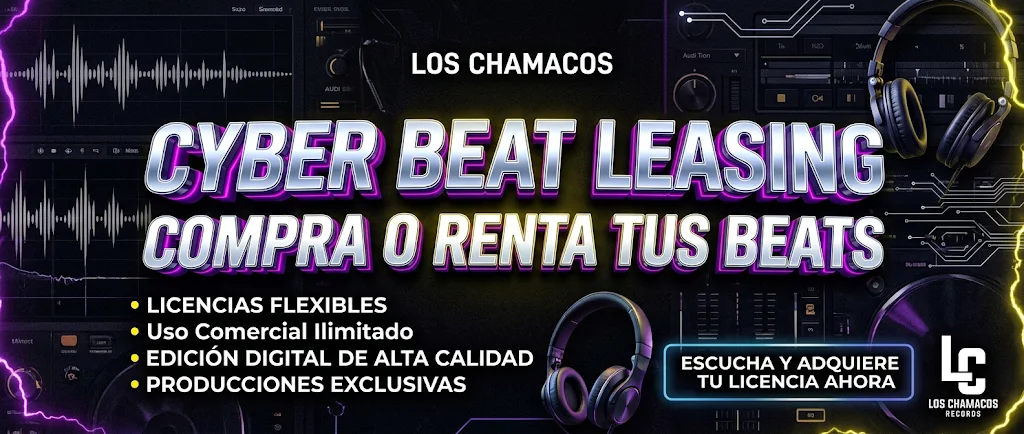 LOS CHAMACOS
CYBER BEAT LEASING
COMPRA O RENTA TUS BEATS
• LICENCIAS FLEXIBLES
• Uso Comercial Ilimitado
• EDICIÓN DIGITAL DE ALTA CALIDAD
• PRODUCCIONES EXCLUSIVAS
ESCUCHA Y ADQUIERE
TU LICENCIA AHORA
LC
LOS CHAMACOS
RECORDS